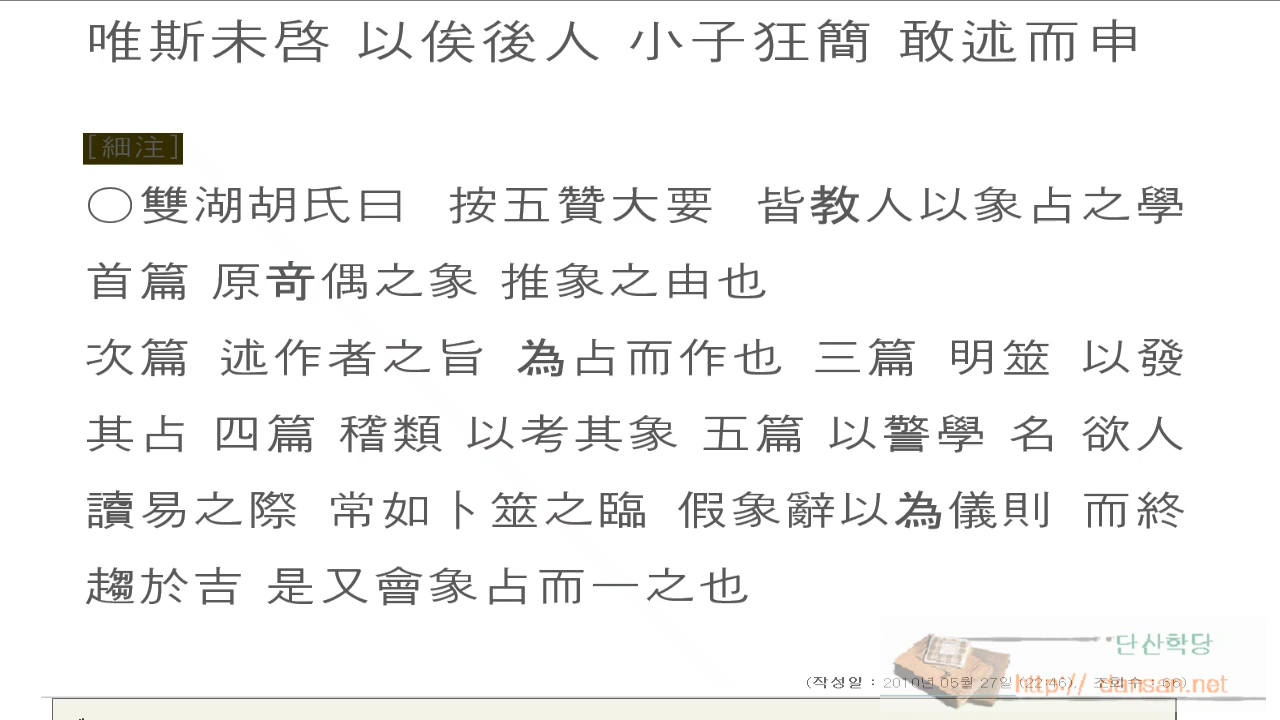 唯斯未啓 以俟後人 小子狂簡 敢述而申
[細注]
○雙湖胡氏曰 按五贊大要 皆教人以象占之學
首篇 原竒偶之象 推象之由也
次篇 述作者之旨 為占而作也 三篇 明筮 以發
其占 四篇 稽類 以考其象 五篇 以警學 名 欲人
讀易之際 常如卜筮之臨 假象辭以為儀則 而終
趨於吉 是又會象占而一之也
단산학당
(작성일 : 2010년 05월 27일 (22:46), 조회수 : 66)
http:// dansan.net